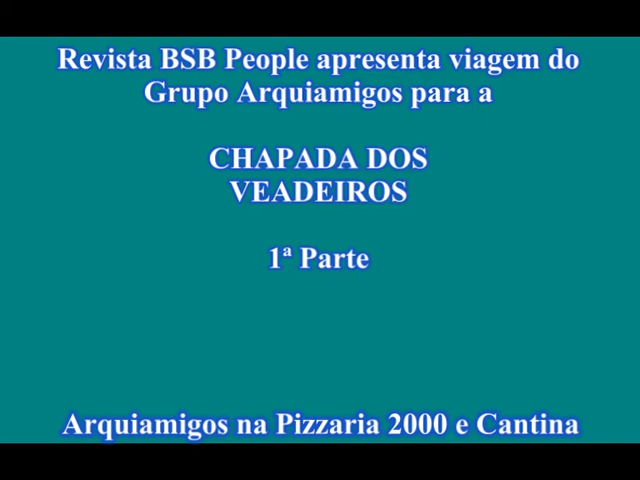 Revista BSB People apresenta viagem do
Grupo Arquiamigos para a
CHAPADA DOS
VEADEIROS
1ª Parte
Arquiamigos na Pizzaria 2000 e Cantina